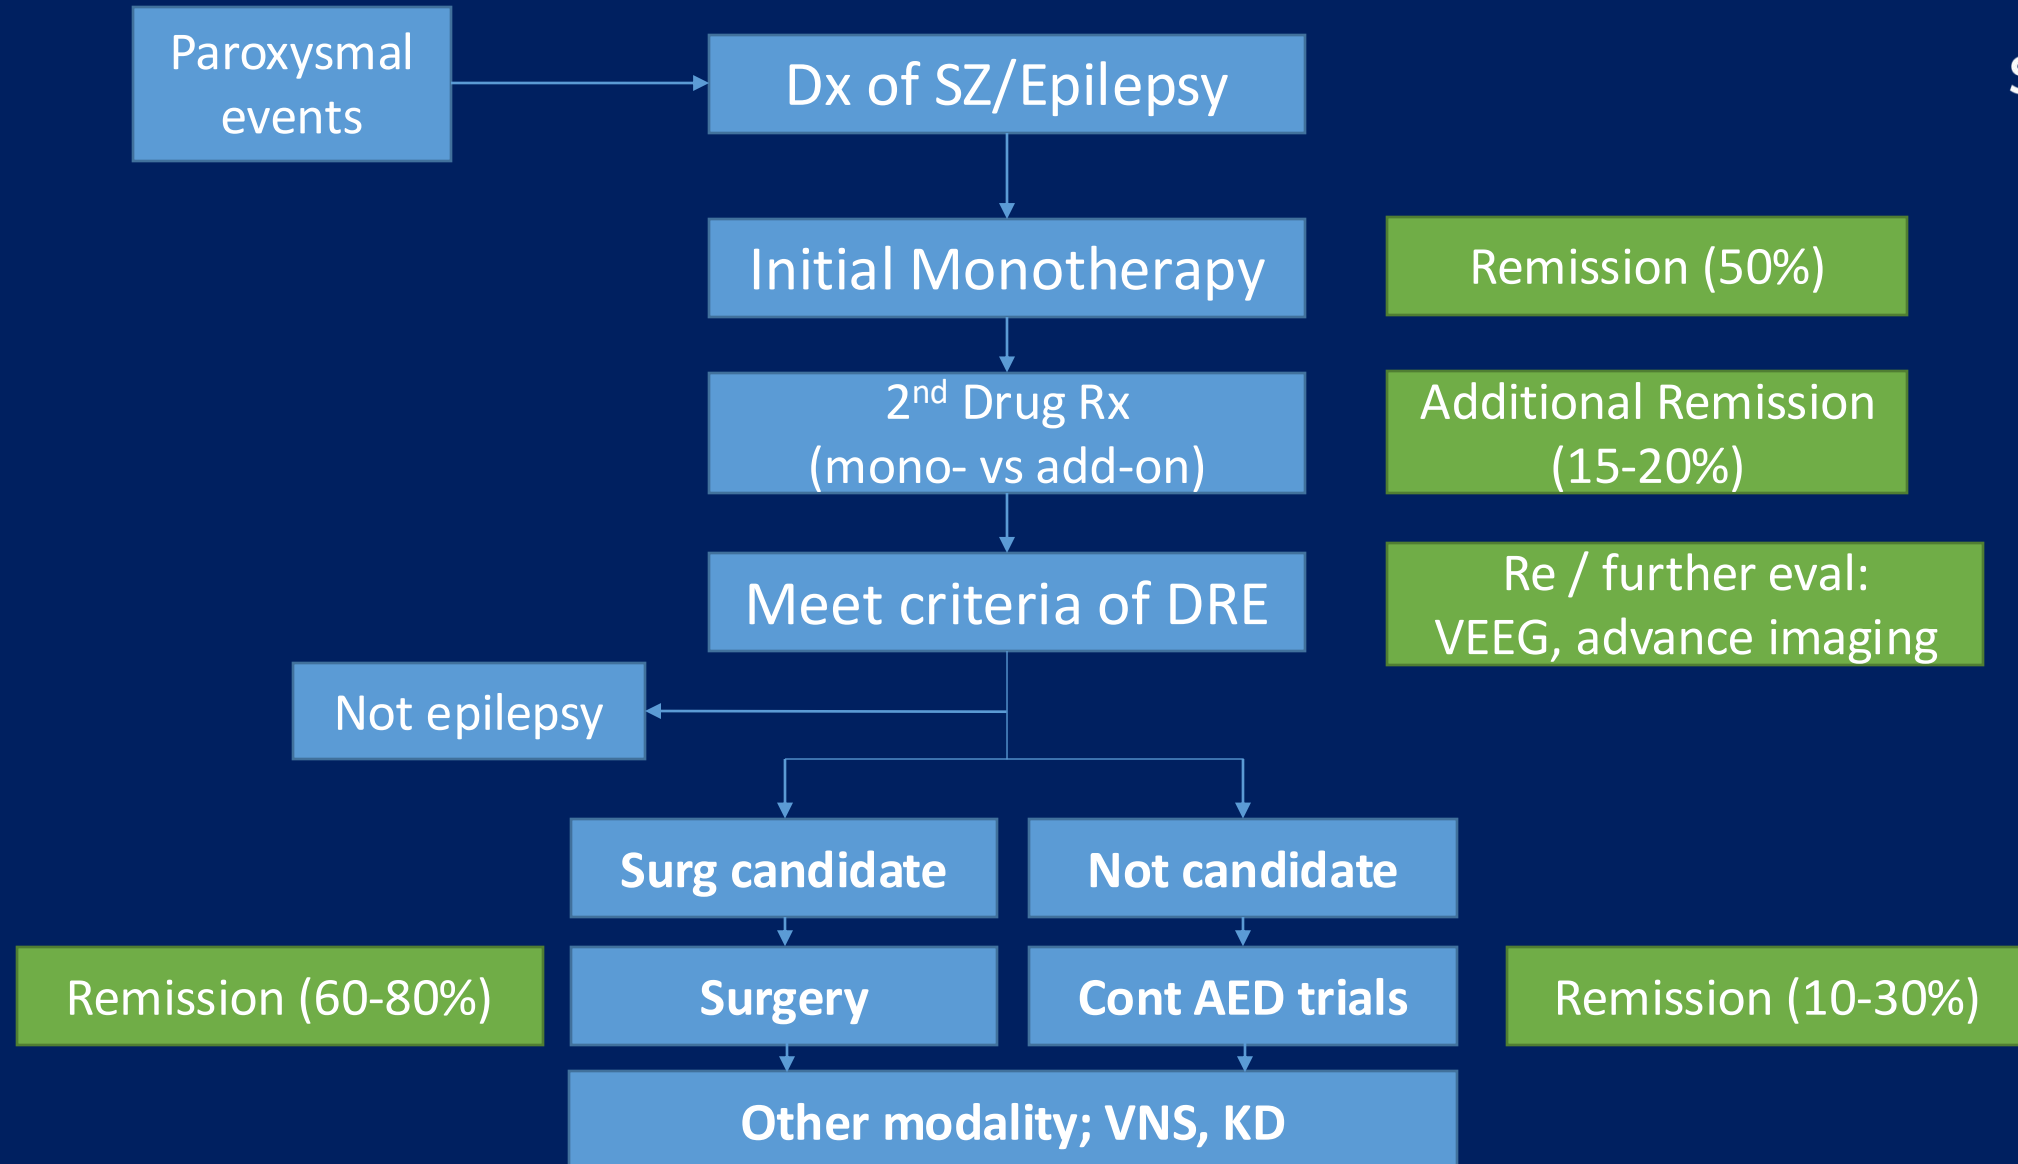 Paroxysmal
events
Dx of SZ/Epilepsy
S
Initial Monotherapy
Remission (50%)
2nd Drug Rx
(mono- vs add-on)
Additional Remission
(15-20%)
Meet criteria of DRE
Re / further eval:
VEEG, advance imaging
Not epilepsy
Surg candidate
Not candidate
Remission (60-80%)
Surgery
Cont AED trials
Remission (10-30%)
Other modality; VNS, KD